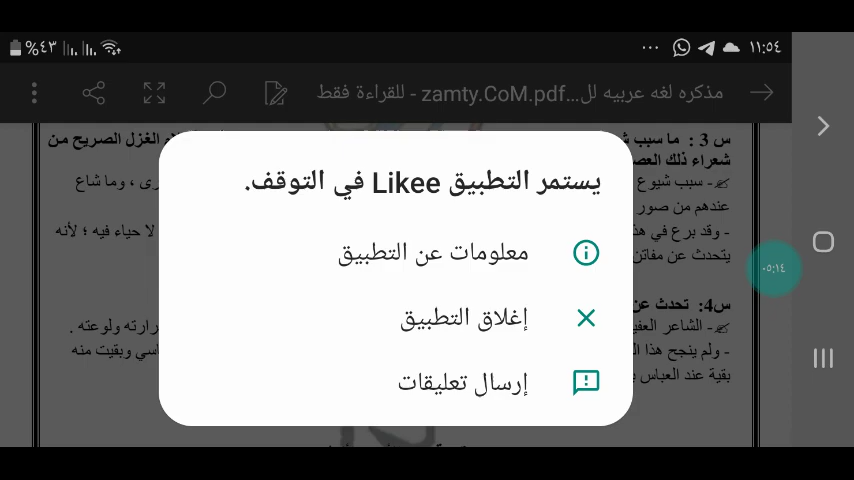 %٤٣ ... ١١:٥٤
مذكره لغه عربيه لل...zamty.CoM.pdf - للقراءة فقط
س 3 : ما سبب ش الغزل الصريح من
شعراء ذلك العص
- سبب شيوع رى ، وما شاع
عندهم من صور
- وقد برع في هذ لا حياء فيه ؛ لأنه
يتحدث عن مفاتن
٠٥:١٤
س4: تحدث عن
- الشاعر العفي رارته ولوعته .
- ولم ينجح هذا ال اسي وبقيت منه
بقية عند العباس ب
يستمر التطبيق Likee في التوقف.
معلومات عن التطبيق
إغلاق التطبيق
إرسال تعليقات